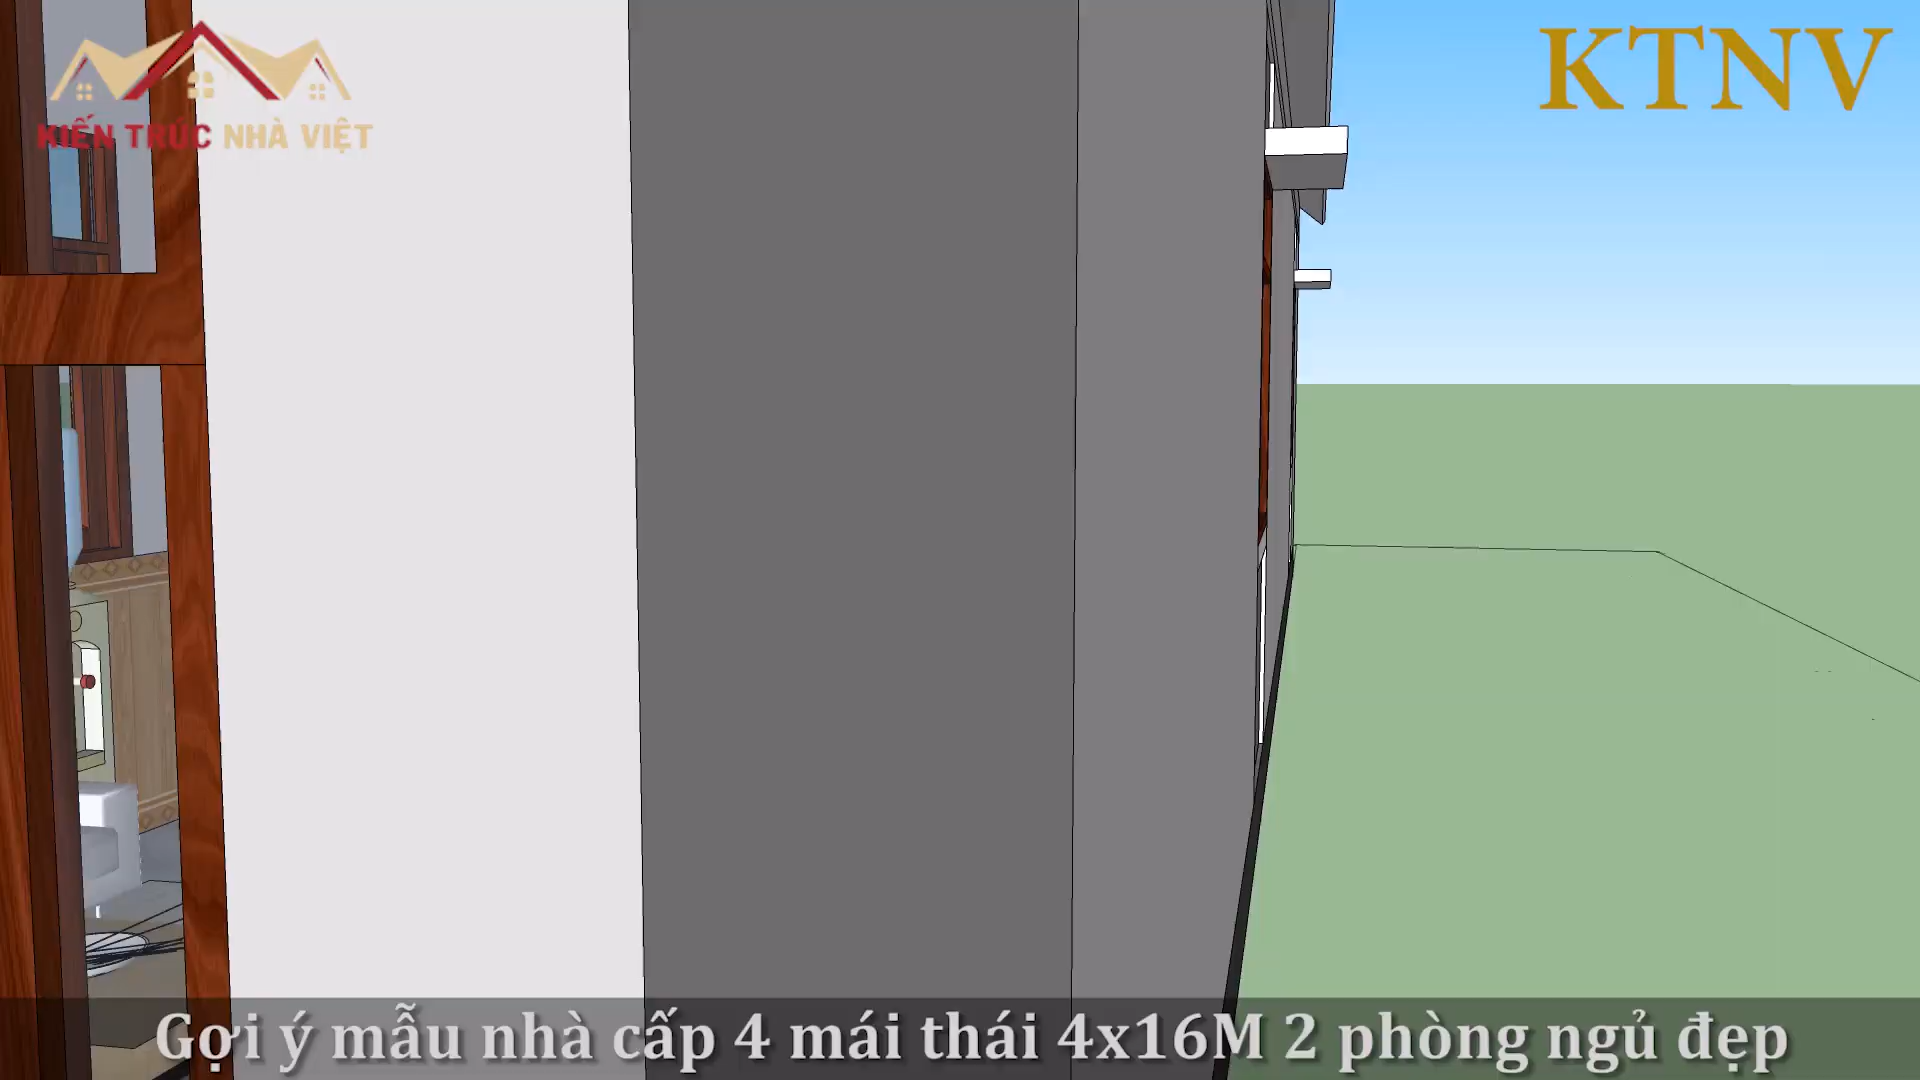 KIẾN TRÚC NHÀ VIỆT
KTNV
Gợi ý mẫu nhà cấp 4 mái thái 4x16M 2 phòng ngủ đẹp